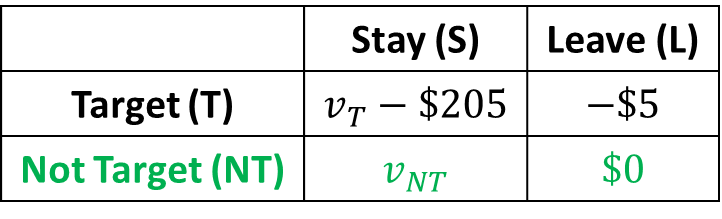 Stay (S) Leave (L)
Target (T) v_T − $205 −$5
Not Target (NT) v_NT $0